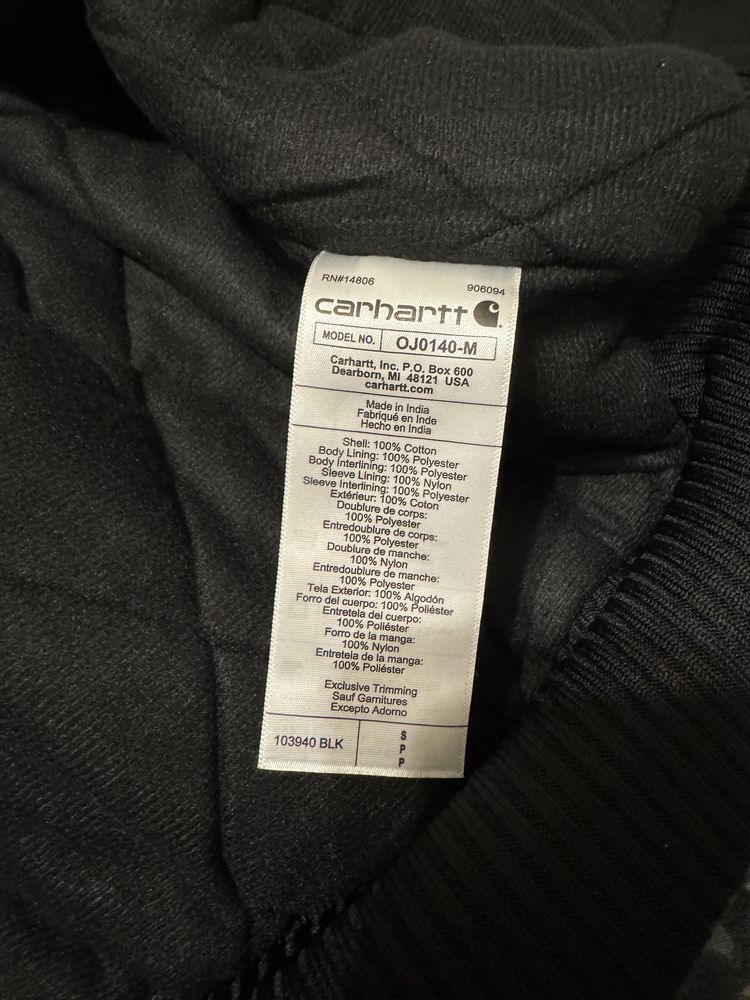 RN#14806 906094
carhartt
MODEL NO. OJ0140-M
Carhartt, Inc. P.O. Box 600
Dearborn, MI 48121 USA
carhartt.com
Made in India
Fabriqué en Inde
Hecho en India
Shell: 100% Cotton
Body Lining: 100% Polyester
Body Interlining: 100% Polyester
Sleeve Lining: 100% Nylon
Sleeve Interlining: 100% Polyester
Extérieur: 100% Coton
Doublure de corps:
100% Polyester
Entredoublure de corps:
100% Polyester
Doublure de manche:
100% Nylon
Entredoublure de manche:
100% Polyester
Tela Exterior: 100% Algodón
Forro del cuerpo: 100% Poliéster
Entretela del cuerpo:
100% Poliéster
Forro de la manga:
100% Nylon
Entretela de la manga:
100% Poliéster
Exclusive Trimming
Sauf Garnitures
Excepto Adorno
103940 BLK
S
P
P